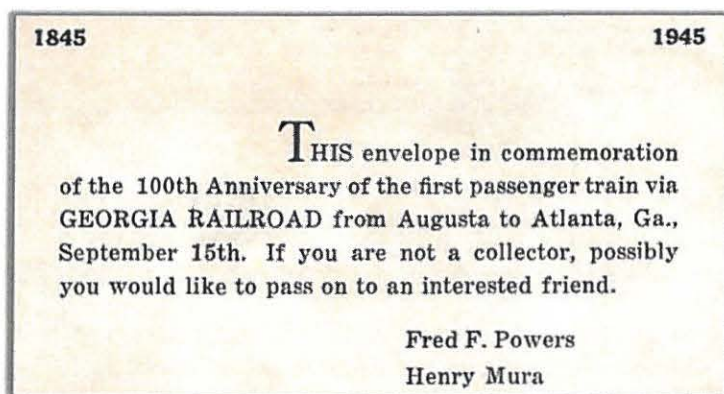 1845 1945
THIS envelope in commemoration
of the 100th Anniversary of the first passenger train via
GEORGIA RAILROAD from Augusta to Atlanta, Ga.,
September 15th. If you are not a collector, possibly
you would like to pass on to an interested friend.
Fred F. Powers
Henry Mura